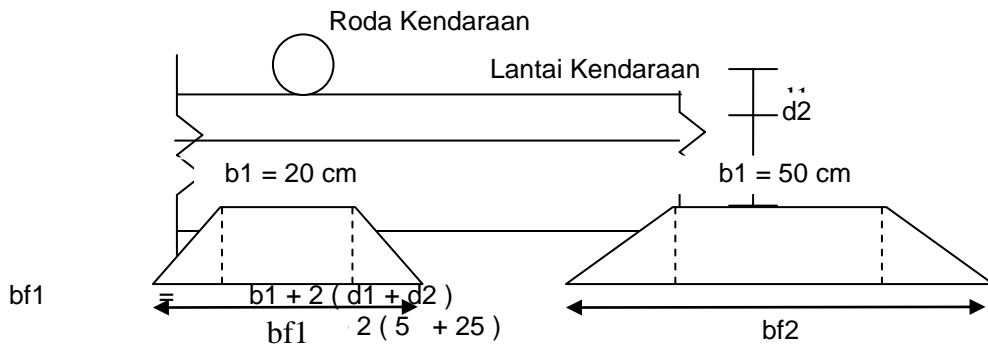 Roda Kendaraan
Lantai Kendaraan
d2
b1 = 20 cm
b1 = 50 cm
bf1 = b1 + 2 ( d1 + d2 )
2 ( 5 + 25 )
bf1
bf2